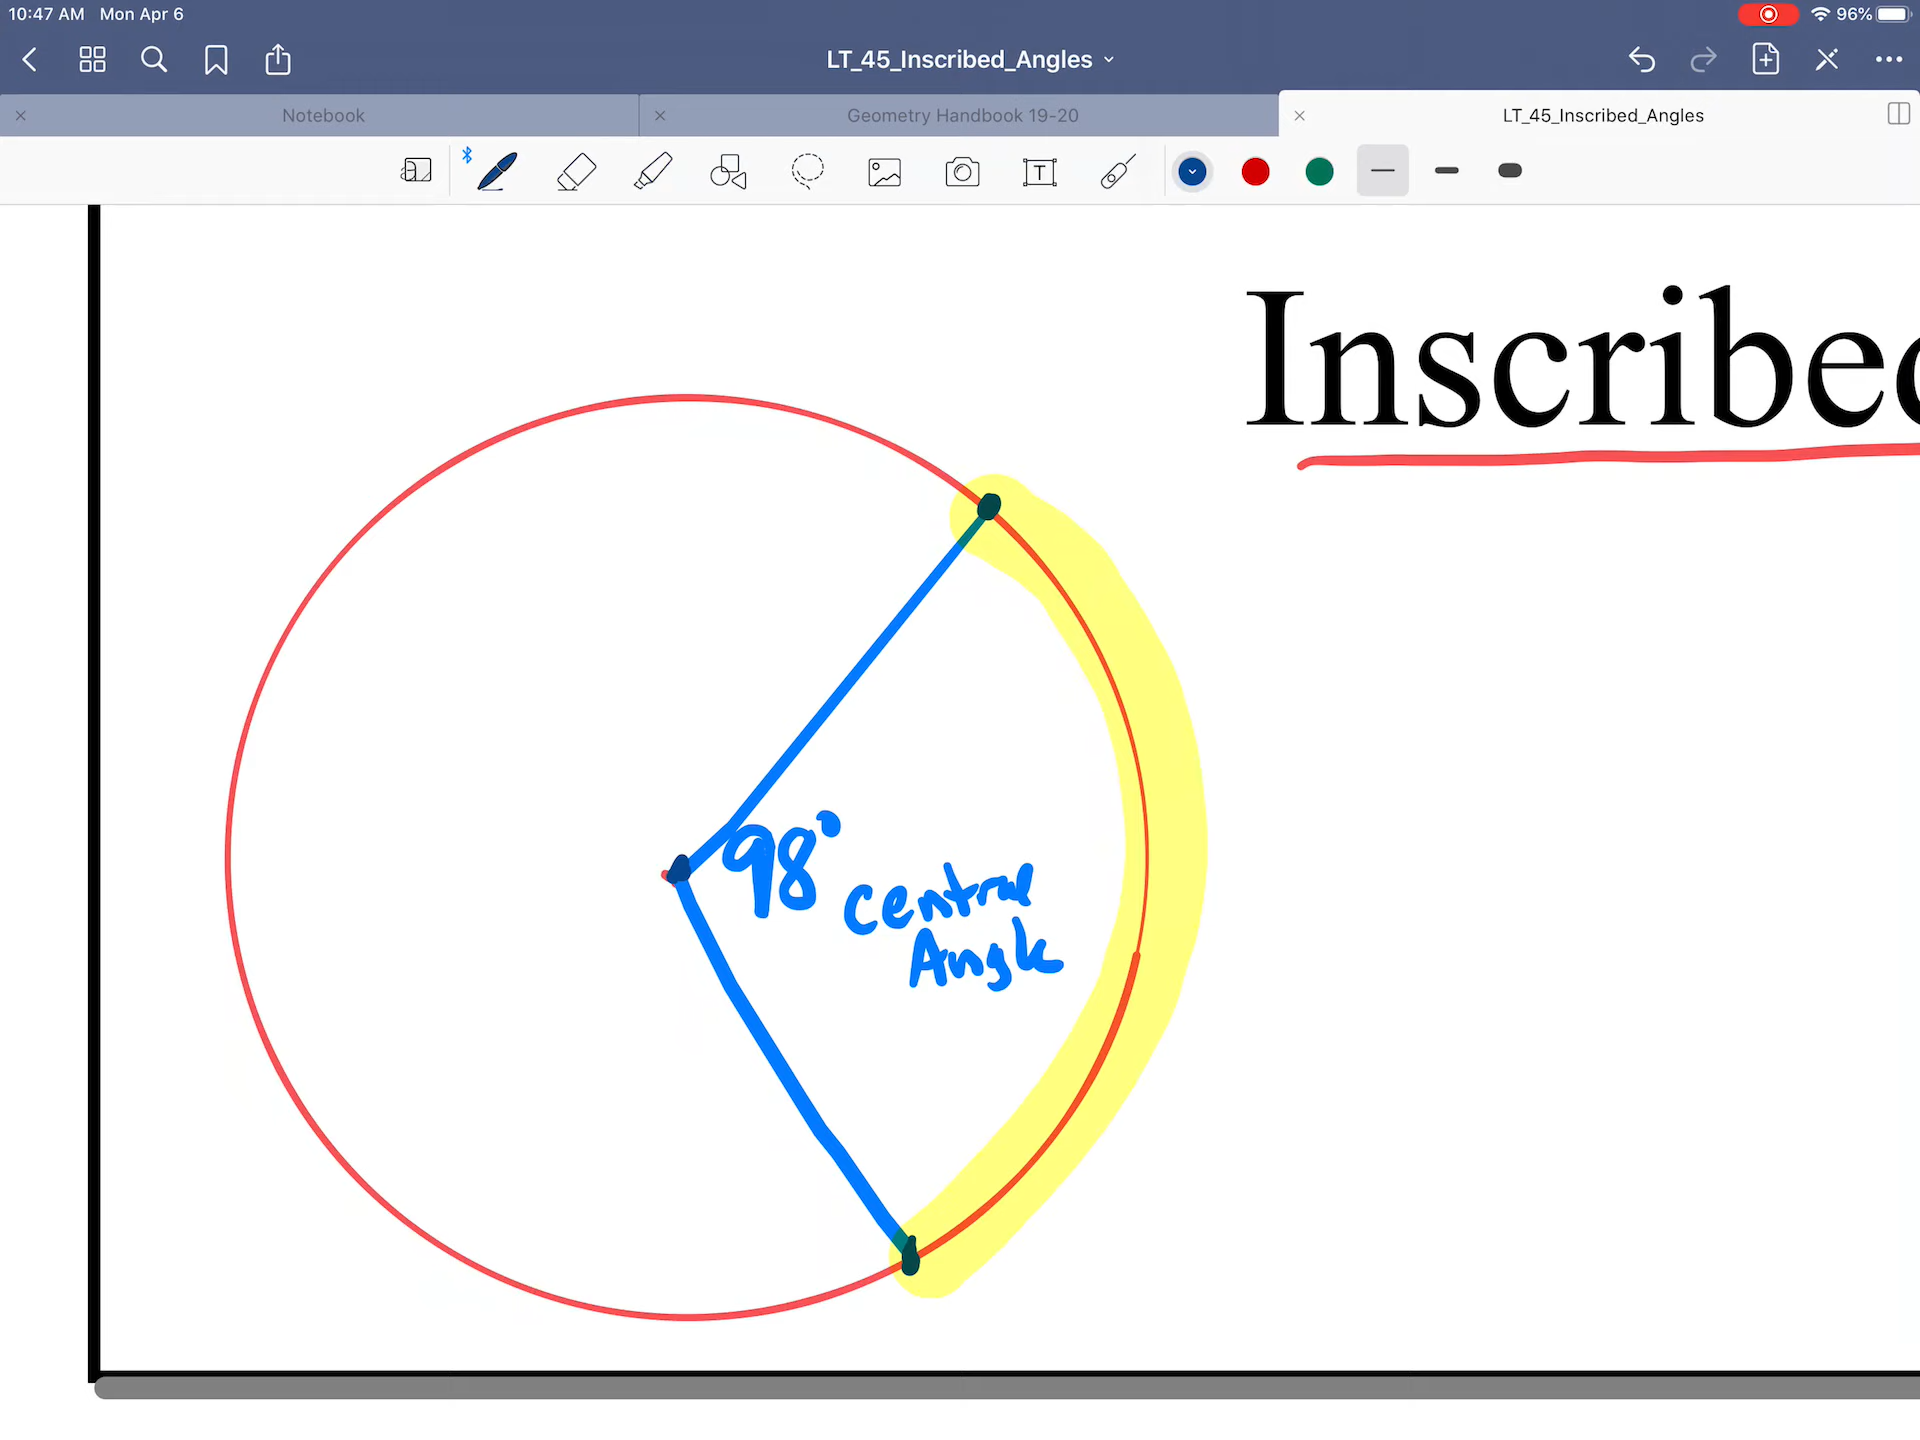 10:47 AM Mon Apr 6
96%
LT_45_Inscribed_Angles
Notebook
Geometry Handbook 19-20
LT_45_Inscribed_Angles
T
Inscribed
98°
Central
Angle